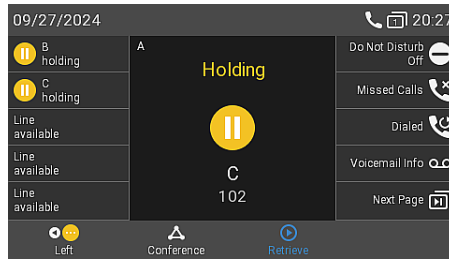 09/27/2024
1
20:27
B
holding
C
holding
Line
available
Line
available
Line
available
A
Holding
C
102
Do Not Disturb
Off
Missed Calls
Dialed
Voicemail Info
Next Page
Left
Conference
Retrieve